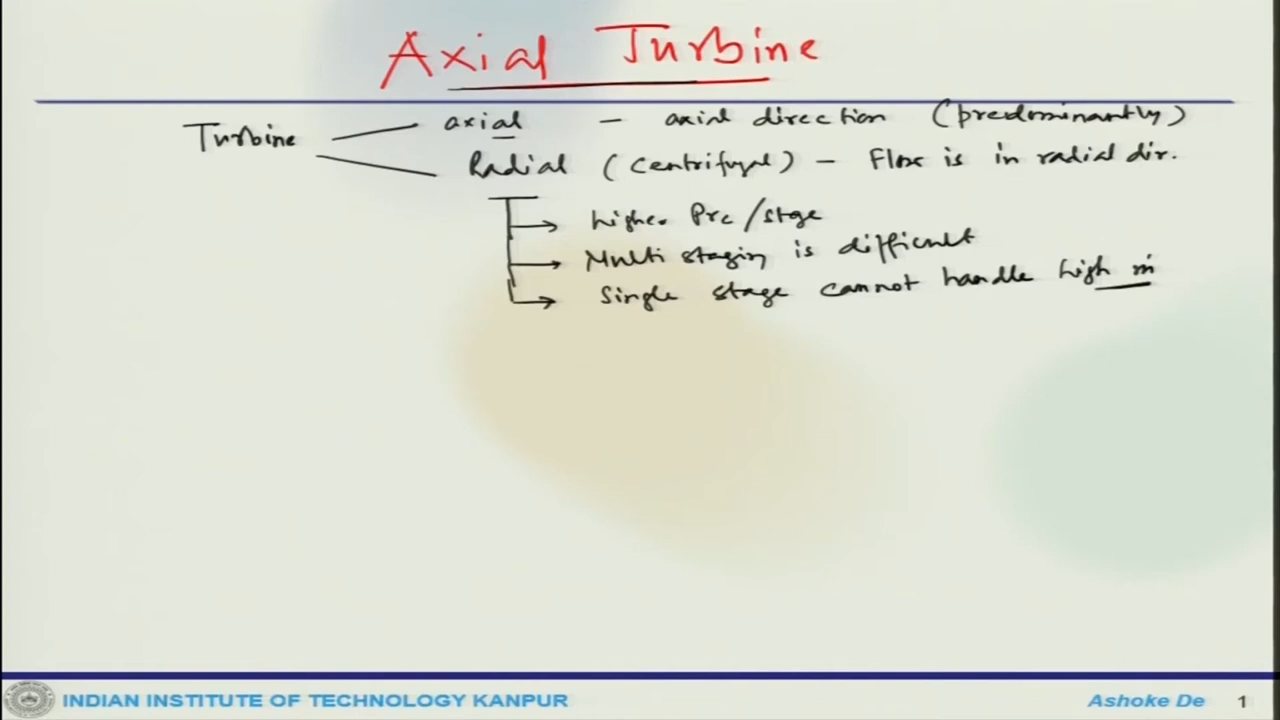 Axial Turbine
Turbine
axial - axial direction (predominantly)
Radial (Centrifugal) - Flow is in radial dir.
higher Prc/stage
Multi staging is difficult
Single stage cannot handle high ṁ
INDIAN INSTITUTE OF TECHNOLOGY KANPUR
Ashoke De 1